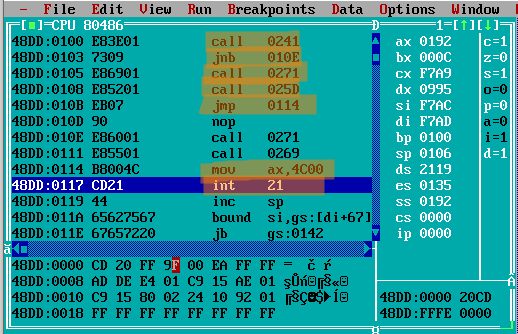 - File Edit View Run Breakpoints Data Options Window
[■]=CPU 80486 D 1=[↑][↓]
48DD:0100 E83E01 call 0241 ax 0192 c=1
48DD:0103 7309 jnb 010E bx 000C z=0
48DD:0105 E86901 call 0271 cx F7A9 s=1
48DD:0108 E85201 call 025D dx 0995 o=0
48DD:010B EB07 jmp 0114 si F7AC p=0
48DD:010D 90 nop di F7AD a=0
48DD:010E E86001 call 0271 bp 0100 i=1
48DD:0111 E85501 call 0269 sp 0106 d=1
48DD:0114 B8004C mov ax,4C00 ds 2119
48DD:0117 CD21 int 21 es 0135
48DD:0119 44 inc sp ss 0192
48DD:011A 65627567 bound si,gs:[di+67] cs 0000
48DD:011E 67657220 jb gs:0142 ip 0000
48DD:0000 CD 20 FF 9F 00 EA FF FF = č ř
48DD:0008 AD DE E4 01 C9 15 AE 01
48DD:0010 C9 15 80 02 24 10 92 01 48DD:0000 20CD
48DD:0018 FF FF FF FF FF FF FF FF 48DD:FFFE 0000